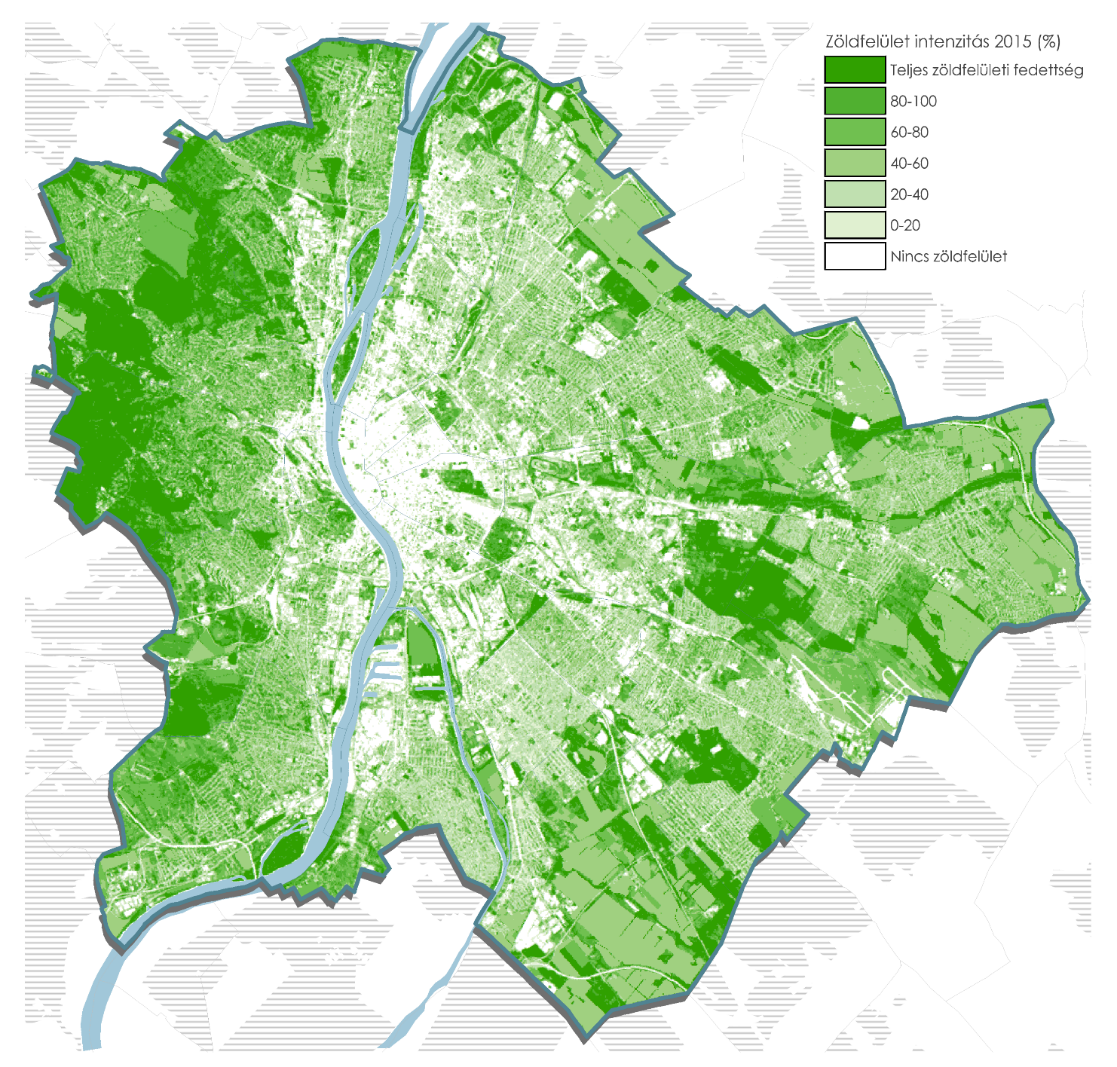 Zöldfelület intenzitás 2015 (%)
Teljes zöldfelületi fedettség
80-100
60-80
40-60
20-40
0-20
Nincs zöldfelület